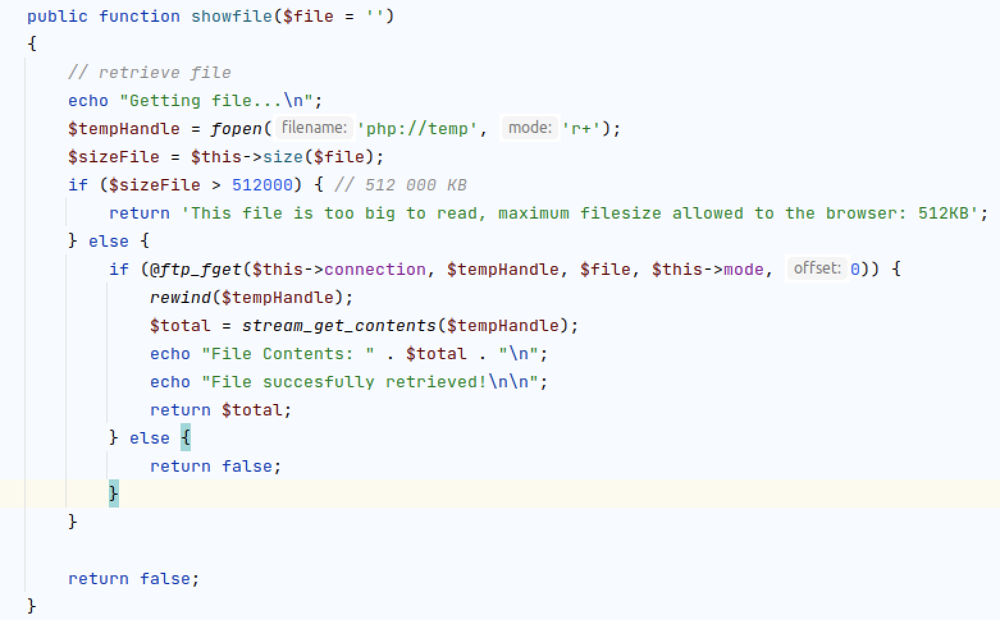 public function showfile($file = '')
{
    // retrieve file
    echo "Getting file...\n";
    $tempHandle = fopen( filename: 'php://temp', mode: 'r+');
    $sizeFile = $this->size($file);
    if ($sizeFile > 512000) { // 512 000 KB
        return 'This file is too big to read, maximum filesize allowed to the browser: 512KB';
    } else {
        if (@ftp_fget($this->connection, $tempHandle, $file, $this->mode, offset: 0)) {
            rewind($tempHandle);
            $total = stream_get_contents($tempHandle);
            echo "File Contents: " . $total . "\n";
            echo "File succesfully retrieved!\n\n";
            return $total;
        } else {
            return false;
        }
    }

    return false;
}